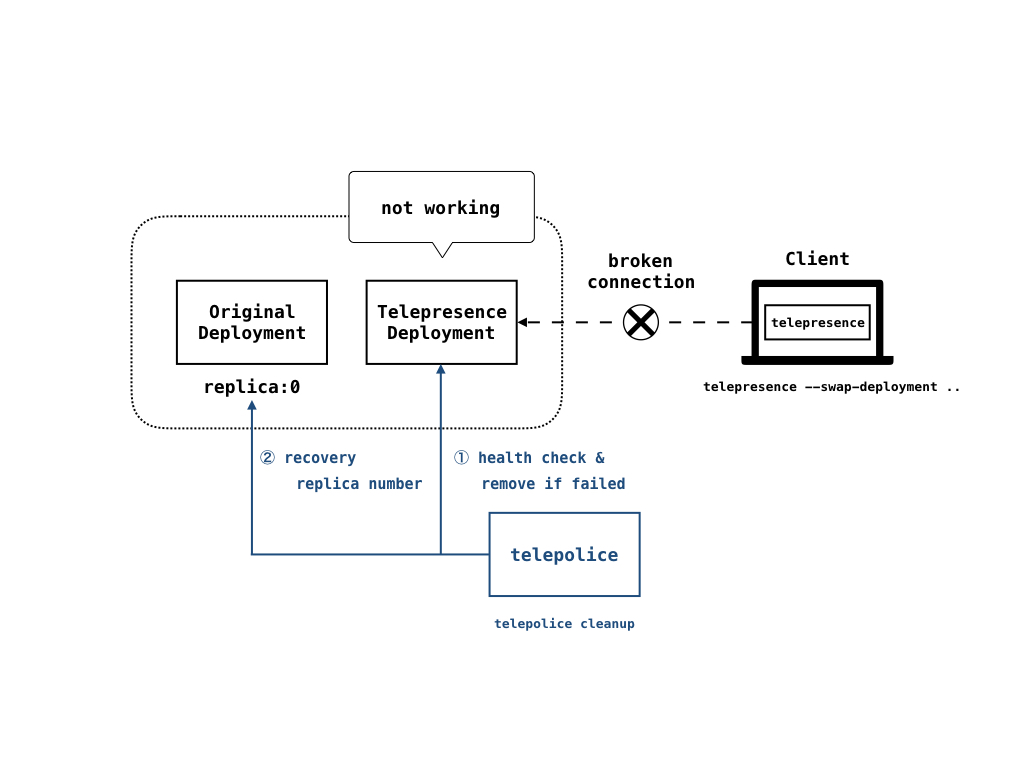 not working
broken
connection
Client
Original
Deployment
Telepresence
Deployment
telepresence
replica:0
telepresence --swap-deployment ..
② recovery
replica number
① health check &
remove if failed
telepolice
telepolice cleanup